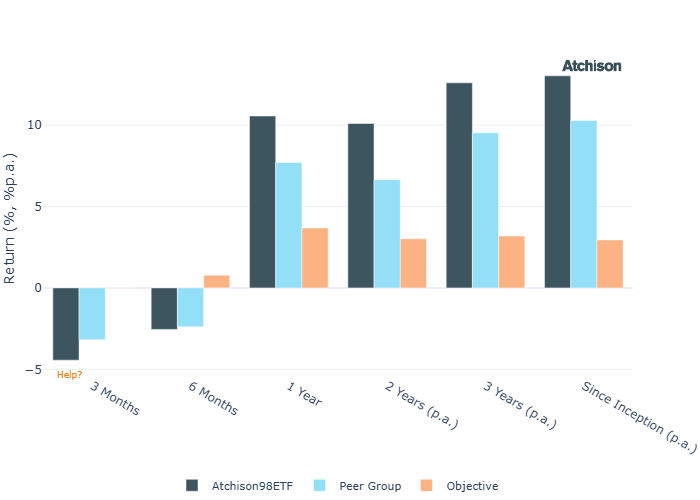 Atchison
Return (%, %p.a.)
10
5
0
−5
Help?
3 Months
6 Months
1 Year
2 Years (p.a.)
3 Years (p.a.)
Since Inception (p.a.)
Atchison98ETF
Peer Group
Objective